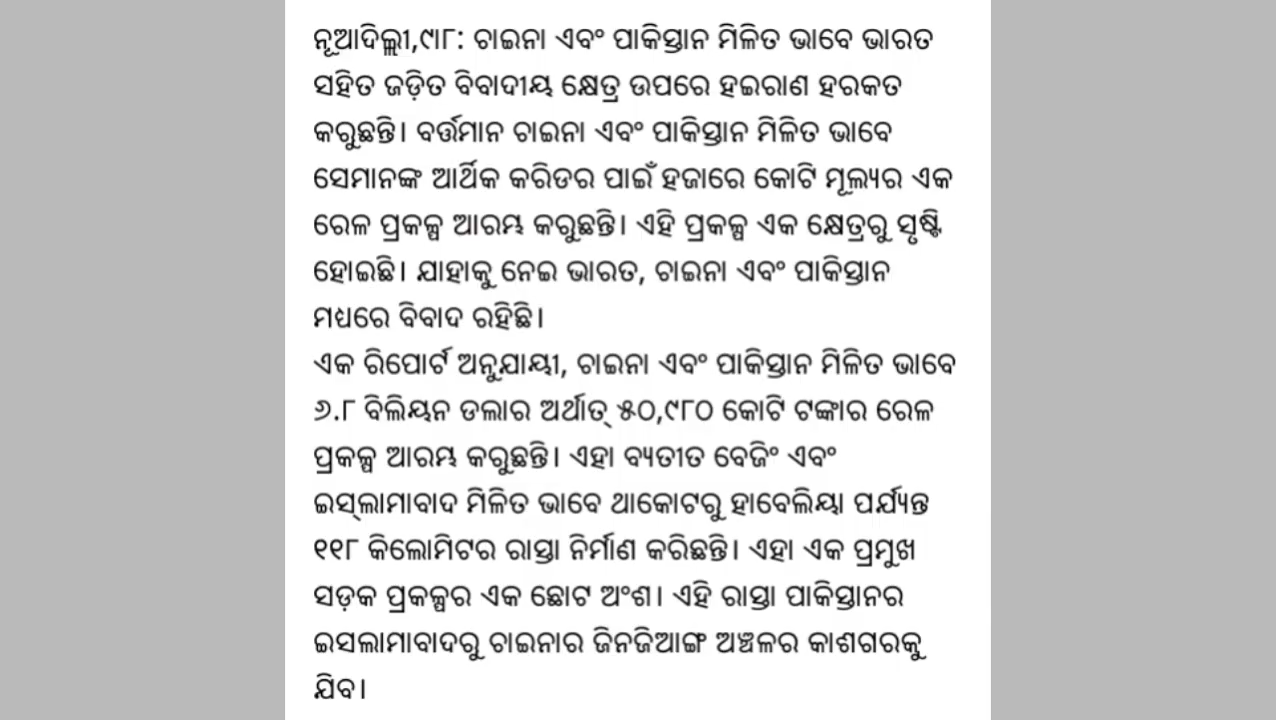 ନୂଆଦିଲ୍ଲୀ,୯ା୮: ଚାଇନା ଏବଂ ପାକିସ୍ତାନ ମିଳିତ ଭାବେ ଭାରତ
ସହିତ ଜଡ଼ିତ ବିବାଦୀୟ କ୍ଷେତ୍ର ଉପରେ ହଇରାଣ ହରକତ
କରୁଛନ୍ତି। ବର୍ତ୍ତମାନ ଚାଇନା ଏବଂ ପାକିସ୍ତାନ ମିଳିତ ଭାବେ
ସେମାନଙ୍କ ଆର୍ଥିକ କରିଡର ପାଇଁ ହଜାରେ କୋଟି ମୂଲ୍ୟର ଏକ
ରେଳ ପ୍ରକଳ୍ପ ଆରମ୍ଭ କରୁଛନ୍ତି। ଏହି ପ୍ରକଳ୍ପ ଏକ କ୍ଷେତ୍ରରୁ ସୃଷ୍ଟି
ହୋଇଛି। ଯାହାକୁ ନେଇ ଭାରତ, ଚାଇନା ଏବଂ ପାକିସ୍ତାନ
ମଧ୍ୟରେ ବିବାଦ ରହିଛି।
ଏକ ରିପୋର୍ଟ ଅନୁଯାୟୀ, ଚାଇନା ଏବଂ ପାକିସ୍ତାନ ମିଳିତ ଭାବେ
୬.୮ ବିଲିୟନ ଡଲାର ଅର୍ଥାତ୍ ୫୦,୯୮୦ କୋଟି ଟଙ୍କାର ରେଳ
ପ୍ରକଳ୍ପ ଆରମ୍ଭ କରୁଛନ୍ତି। ଏହା ବ୍ୟତୀତ ବେଜିଂ ଏବଂ
ଇସ୍‌ଲାମାବାଦ ମିଳିତ ଭାବେ ଥାକୋଟରୁ ହାବେଲିୟା ପର୍ଯ୍ୟନ୍ତ
୧୧୮ କିଲୋମିଟର ରାସ୍ତା ନିର୍ମାଣ କରିଛନ୍ତି। ଏହା ଏକ ପ୍ରମୁଖ
ସଡ଼କ ପ୍ରକଳ୍ପର ଏକ ଛୋଟ ଅଂଶ। ଏହି ରାସ୍ତା ପାକିସ୍ତାନର
ଇସଲାମାବାଦରୁ ଚାଇନାର ଜିନଜିଆଙ୍ଗ ଅଞ୍ଚଳର କାଶଗରକୁ
ଯିବ।